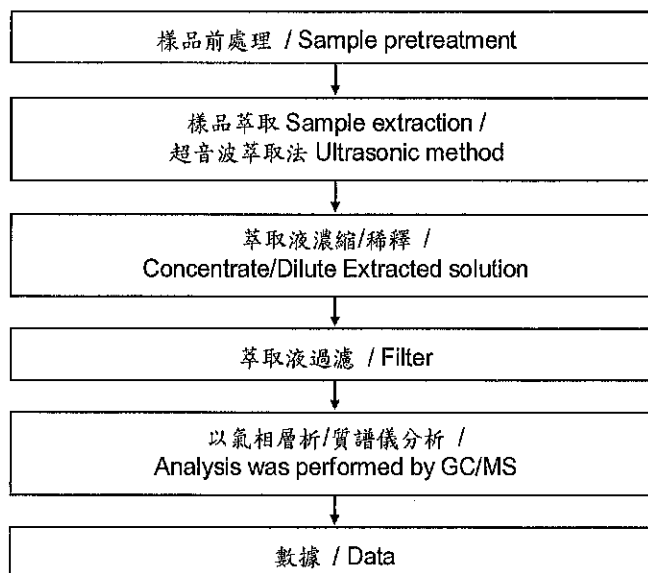 樣品前處理 / Sample pretreatment
樣品萃取 Sample extraction /
超音波萃取法 Ultrasonic method
萃取液濃縮/稀釋 /
Concentrate/Dilute Extracted solution
萃取液過濾 / Filter
以氣相層析/質譜儀分析 /
Analysis was performed by GC/MS
數據 / Data